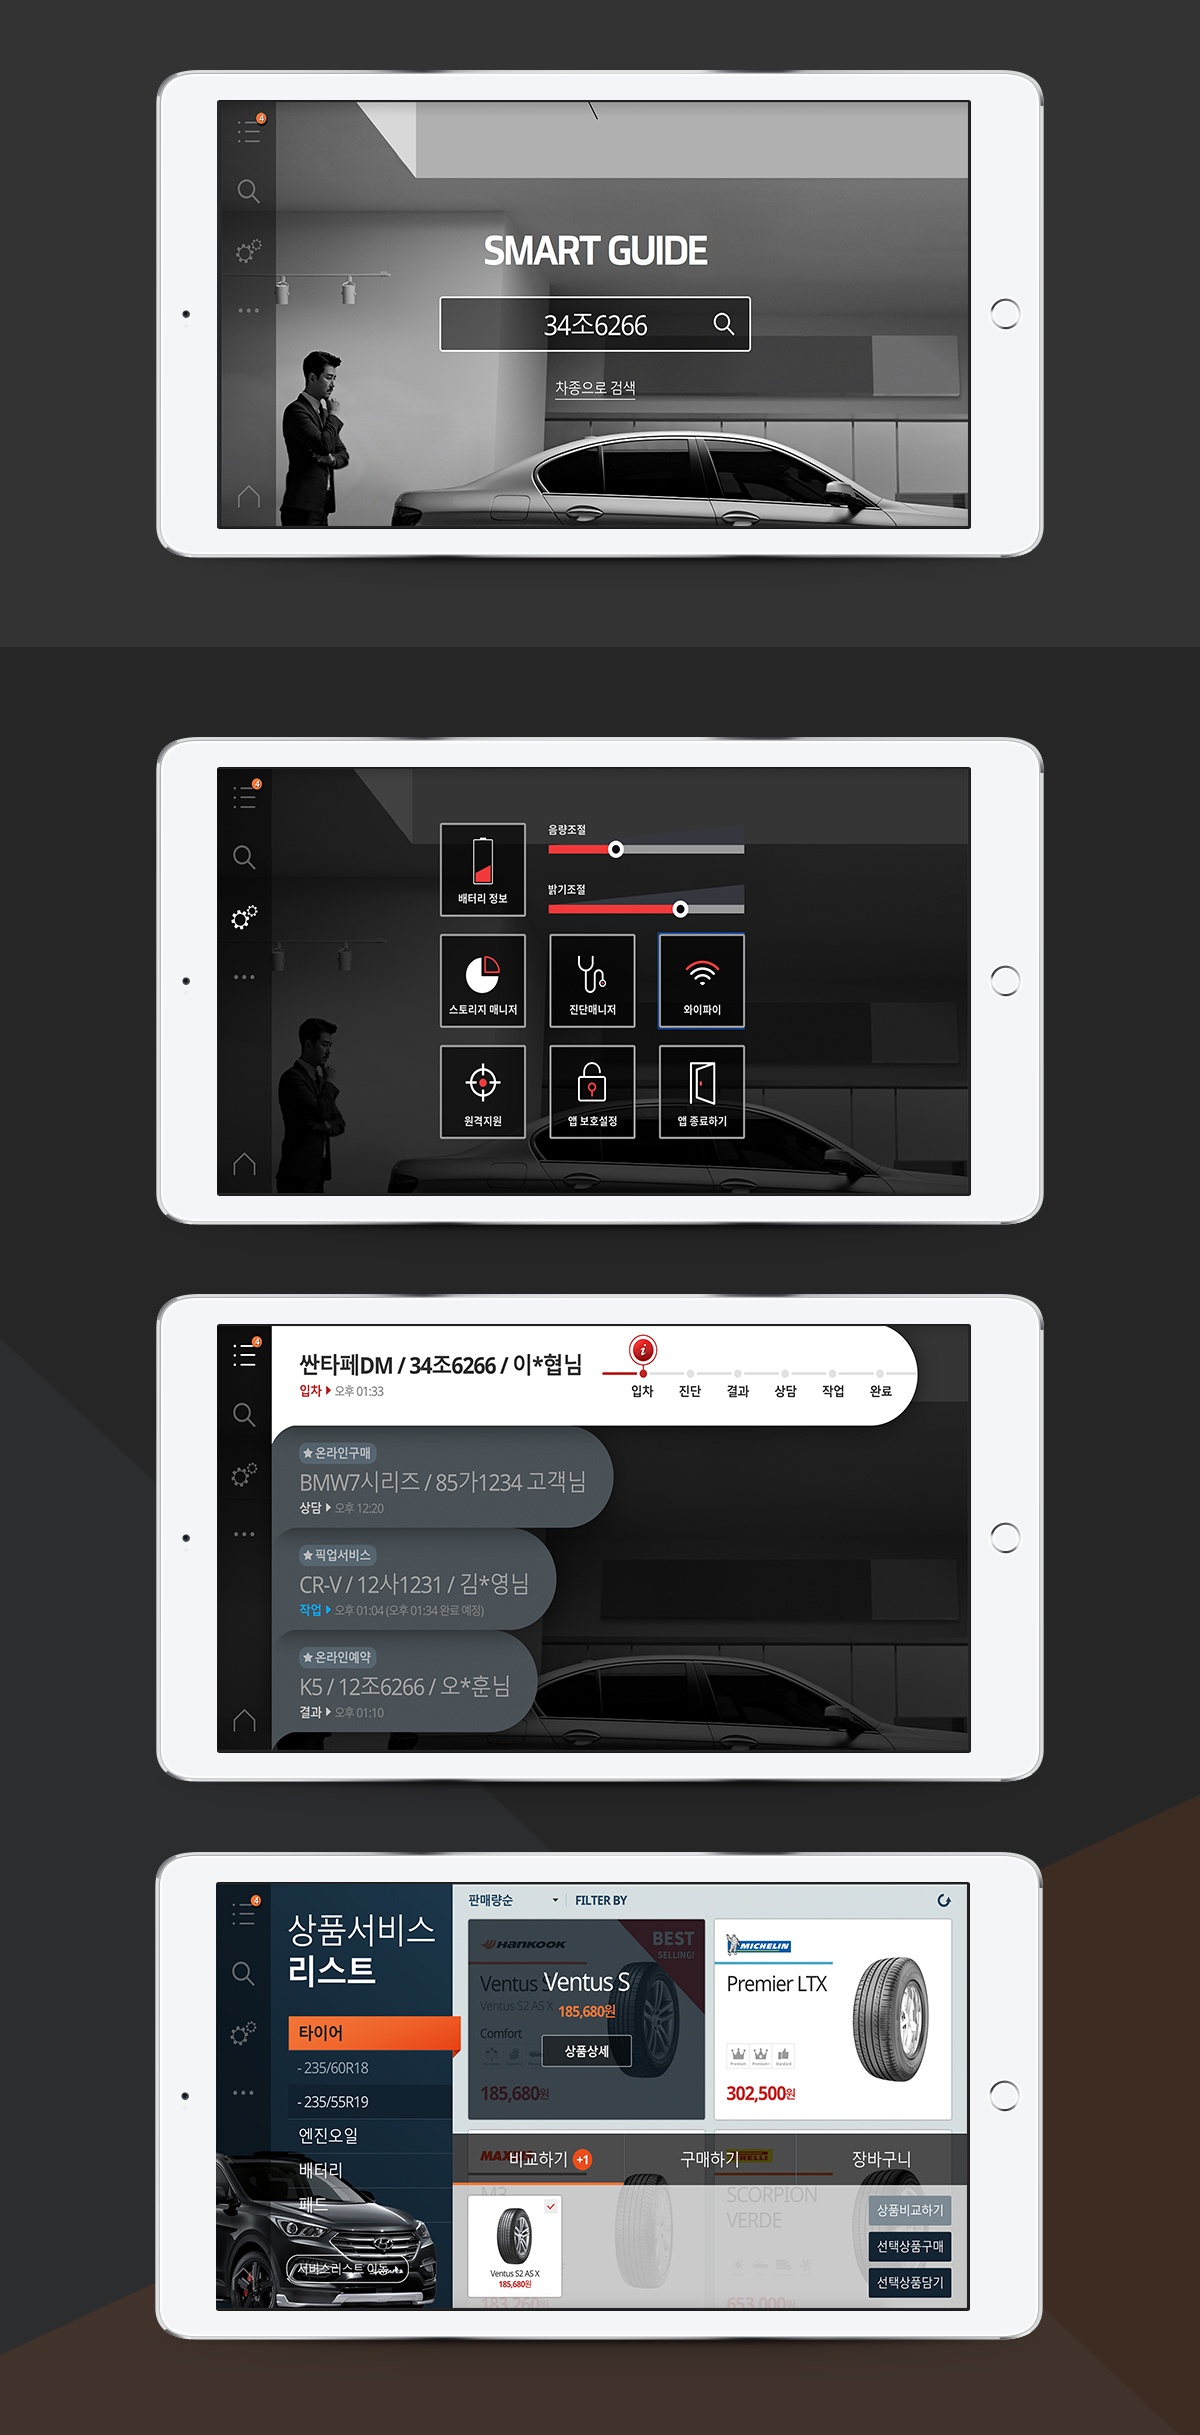 4
SMART GUIDE
34조6266
차종으로 검색
4
음량조절
밝기조절
배터리 정보
스토리지 매니저
진단매니저
와이파이
원격지원
앱 보호설정
앱 종료하기
4
싼타페DM / 34조6266 / 이*협님
입차 오후 01:33
i
입차 진단 결과 상담 작업 완료
온라인구매
BMW7시리즈 / 85가1234 고객님
상담 오후 12:20
픽업서비스
CR-V / 12사1231 / 김*영님
작업 오후 01:04 (오후 01:34 완료 예정)
온라인예약
K5 / 12조6266 / 오*훈님
결과 오후 01:10
4
상품서비스
리스트
타이어
- 235/60R18
- 235/55R19
엔진오일
배터리
패드
서비스리스트 이동
판매량순
FILTER BY
HANKOOK
BEST
SELLING!
Ventus S
Ventus S
Ventus S2 AS X
185,680원
Comfort
상품상세
185,680원
MICHELIN
Premier LTX
Premium Premium+ Standard
302,500원
비교하기 +1
구매하기
장바구니
M3
SCORPION
VERDE
183,260원
653,000원
Ventus S2 AS X
185,680원
상품비교하기
선택상품구매
선택상품담기